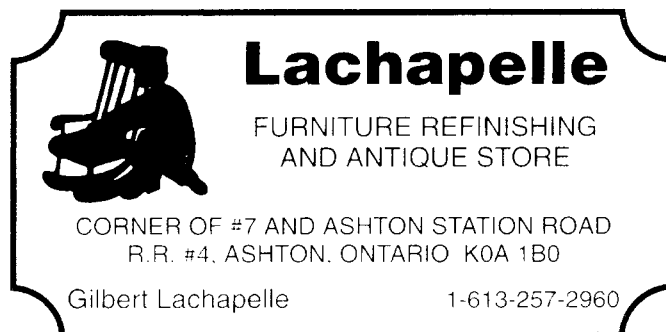 Lachapelle
FURNITURE REFINISHING
AND ANTIQUE STORE
CORNER OF #7 AND ASHTON STATION ROAD
R.R. #4, ASHTON, ONTARIO K0A 1B0
Gilbert Lachapelle 1-613-257-2960